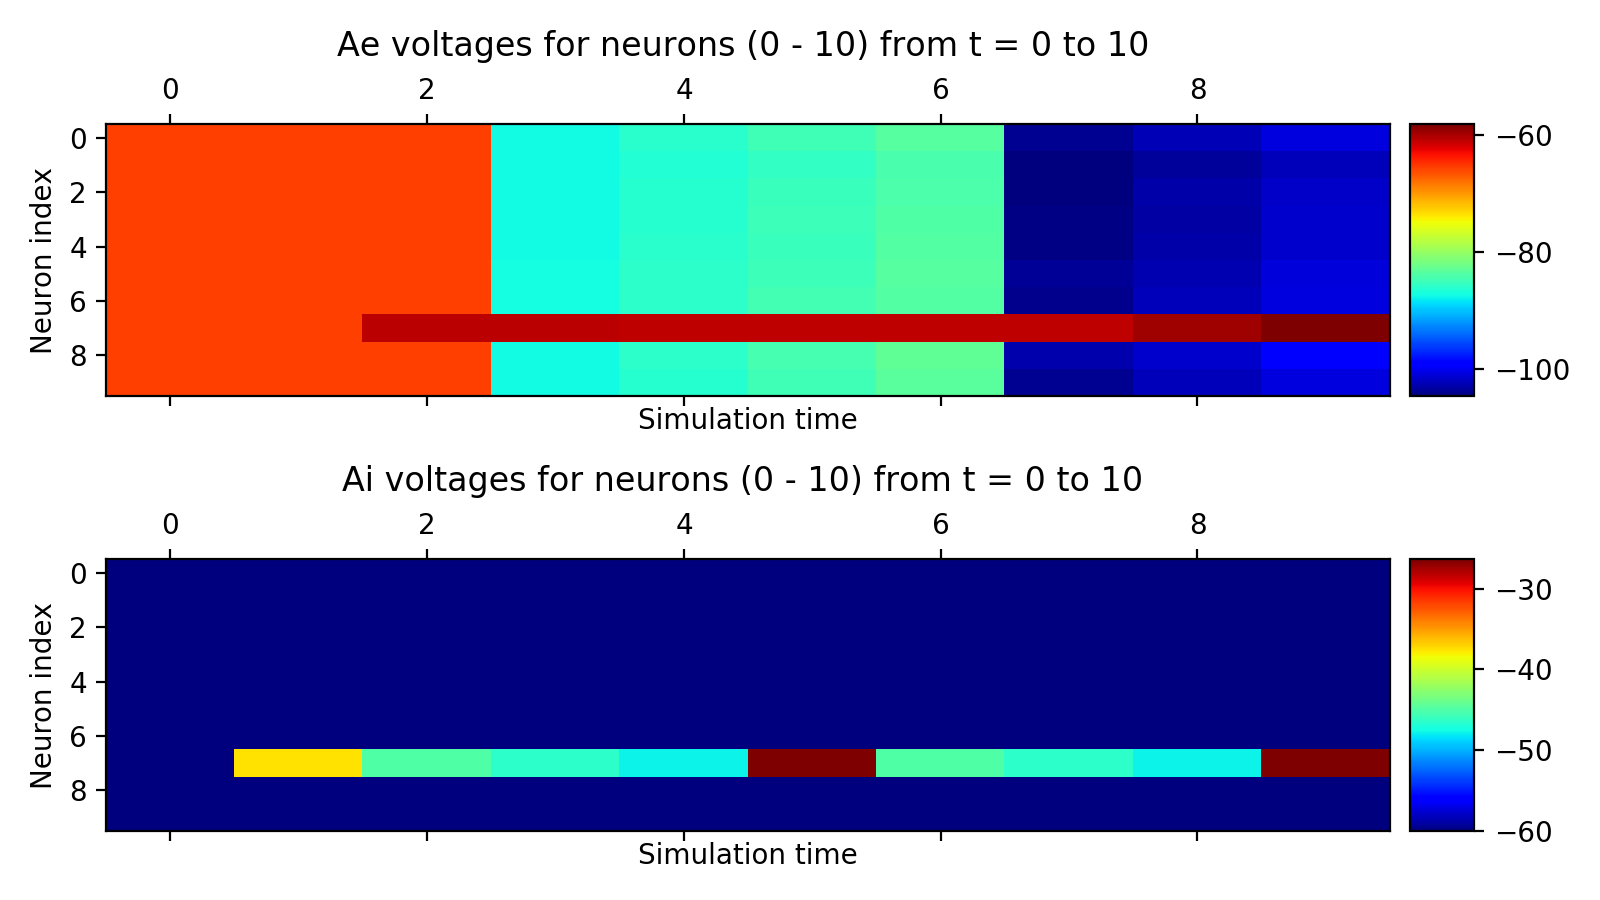 Ae voltages for neurons (0 - 10) from t = 0 to 10
0 2 4 6 8
Neuron index
0
2
4
6
8
−60
−80
−100
Simulation time
Ai voltages for neurons (0 - 10) from t = 0 to 10
0 2 4 6 8
Neuron index
0
2
4
6
8
−30
−40
−50
−60
Simulation time